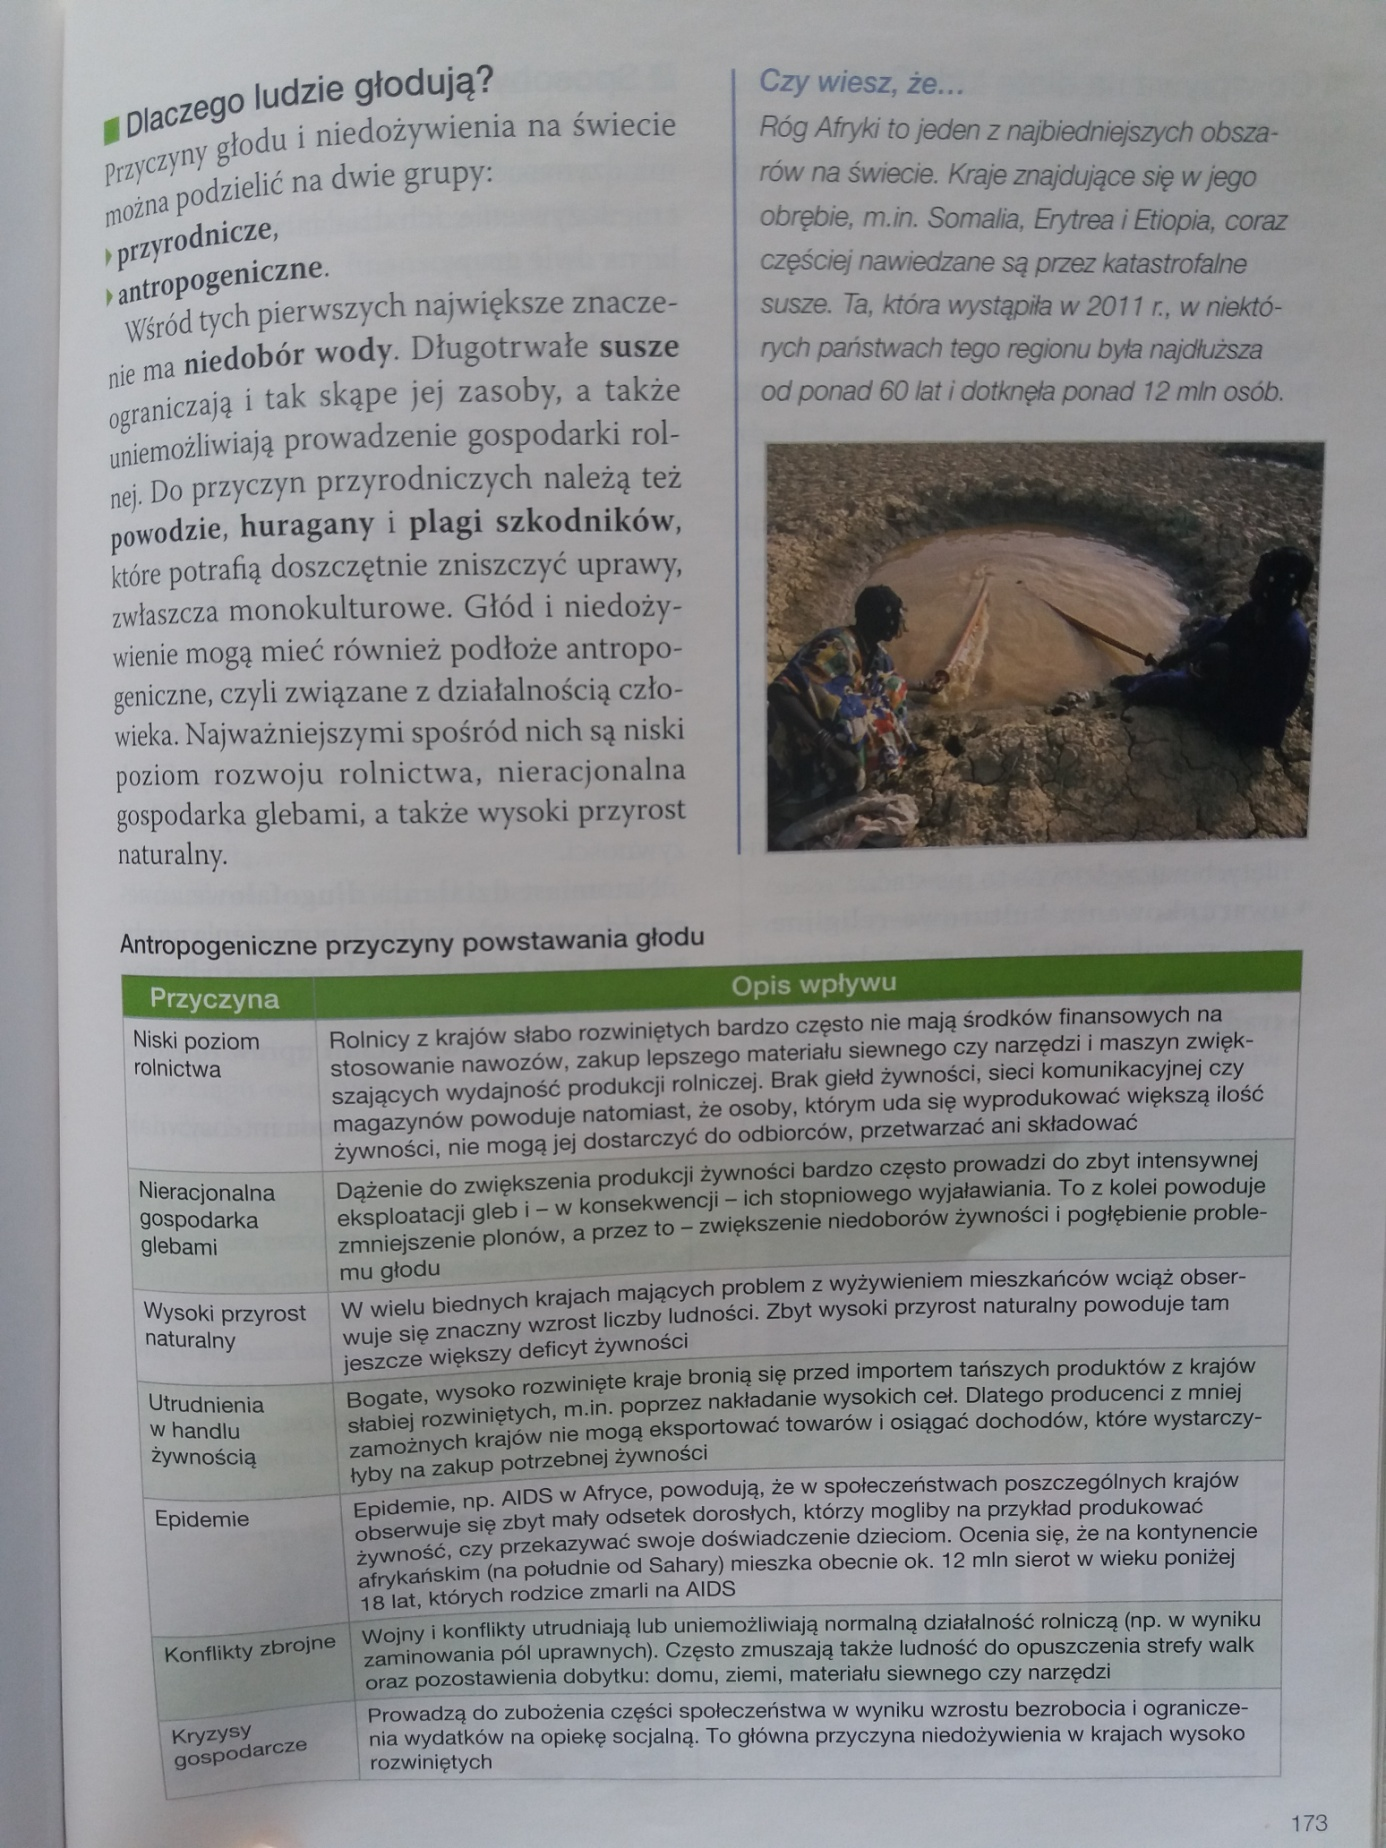 Dlaczego ludzie głodują?
Przyczyny głodu i niedożywienia na świecie
można podzielić na dwie grupy:
przyrodnicze,
antropogeniczne.
Wśród tych pierwszych największe znacze-
nie ma niedobór wody. Długotrwałe susze
ograniczają i tak skąpe jej zasoby, a także
uniemożliwiają prowadzenie gospodarki rol-
nej. Do przyczyn przyrodniczych należą też
powodzie, huragany i plagi szkodników,
które potrafią doszczętnie zniszczyć uprawy,
zwłaszcza monokulturowe. Głód i niedoży-
wienie mogą mieć również podłoże antropo-
geniczne, czyli związane z działalnością czło-
wieka. Najważniejszymi spośród nich są niski
poziom rozwoju rolnictwa, nieracjonalna
gospodarka glebami, a także wysoki przyrost
naturalny.
Czy wiesz, że...
Róg Afryki to jeden z najbiedniejszych obsza-
rów na świecie. Kraje znajdujące się w jego
obrębie, m.in. Somalia, Erytrea i Etiopia, coraz
częściej nawiedzane są przez katastrofalne
susze. Ta, która wystąpiła w 2011 r., w niektó-
rych państwach tego regionu była najdłuższa
od ponad 60 lat i dotknęła ponad 12 mln osób.
Antropogeniczne przyczyny powstawania głodu
Przyczyna
Opis wpływu
Niski poziom
rolnictwa
Rolnicy z krajów słabo rozwiniętych bardzo często nie mają środków finansowych na
stosowanie nawozów, zakup lepszego materiału siewnego czy narzędzi i maszyn zwięk-
szających wydajność produkcji rolniczej. Brak giełd żywności, sieci komunikacyjnej czy
magazynów powoduje natomiast, że osoby, którym uda się wyprodukować większą ilość
żywności, nie mogą jej dostarczyć do odbiorców, przetwarzać ani składować
Nieracjonalna
gospodarka
glebami
Dążenie do zwiększenia produkcji żywności bardzo często prowadzi do zbyt intensywnej
eksploatacji gleb i – w konsekwencji – ich stopniowego wyjaławiania. To z kolei powoduje
zmniejszenie plonów, a przez to – zwiększenie niedoborów żywności i pogłębienie proble-
mu głodu
Wysoki przyrost
naturalny
W wielu biednych krajach mających problem z wyżywieniem mieszkańców wciąż obser-
wuje się znaczny wzrost liczby ludności. Zbyt wysoki przyrost naturalny powoduje tam
jeszcze większy deficyt żywności
Utrudnienia
w handlu
żywnością
Bogate, wysoko rozwinięte kraje bronią się przed importem tańszych produktów z krajów
słabiej rozwiniętych, m.in. poprzez nakładanie wysokich ceł. Dlatego producenci z mniej
zamożnych krajów nie mogą eksportować towarów i osiągać dochodów, które wystarczy-
łyby na zakup potrzebnej żywności
Epidemie
Epidemie, np. AIDS w Afryce, powodują, że w społeczeństwach poszczególnych krajów
obserwuje się zbyt mały odsetek dorosłych, którzy mogliby na przykład produkować
żywność, czy przekazywać swoje doświadczenie dzieciom. Ocenia się, że na kontynencie
afrykańskim (na południe od Sahary) mieszka obecnie ok. 12 mln sierot w wieku poniżej
18 lat, których rodzice zmarli na AIDS
Konflikty zbrojne
Wojny i konflikty utrudniają lub uniemożliwiają normalną działalność rolniczą (np. w wyniku
zaminowania pól uprawnych). Często zmuszają także ludność do opuszczenia strefy walk
oraz pozostawienia dobytku: domu, ziemi, materiału siewnego czy narzędzi
Kryzysy
gospodarcze
Prowadzą do zubożenia części społeczeństwa w wyniku wzrostu bezrobocia i ogranicze-
nia wydatków na opiekę socjalną. To główna przyczyna niedożywienia w krajach wysoko
rozwiniętych
173